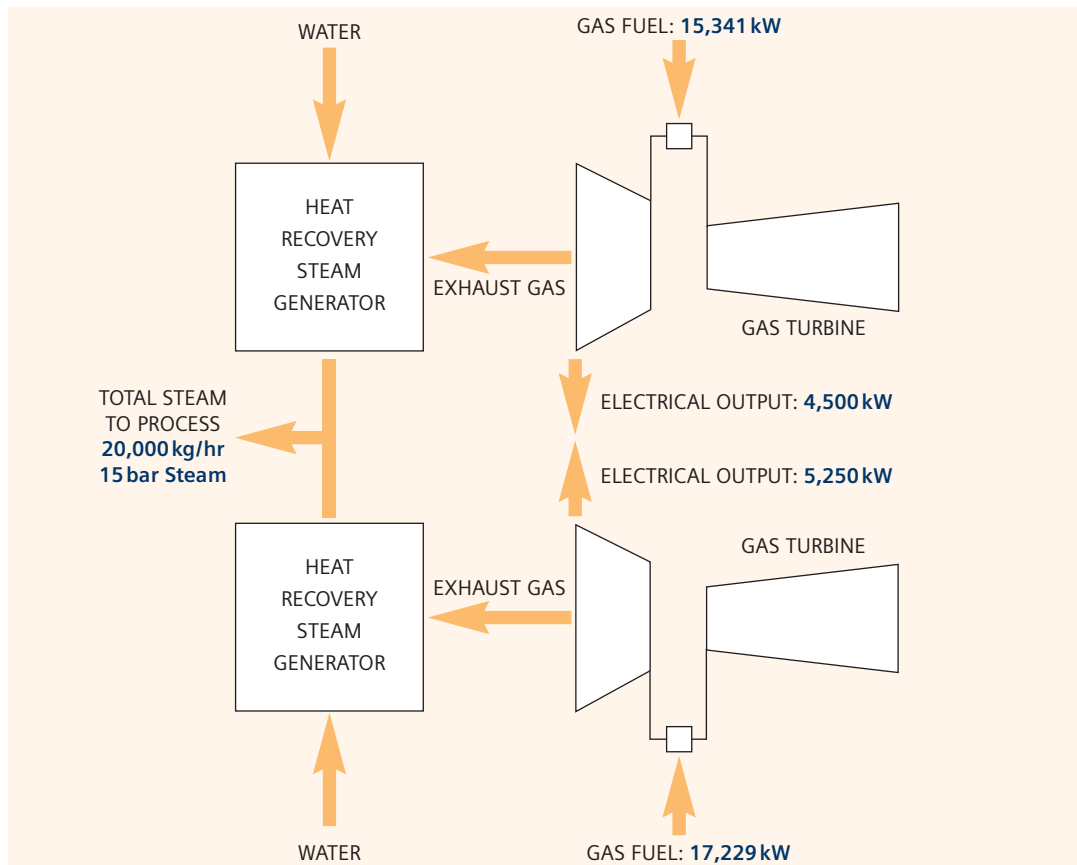 WATER
GAS FUEL: 15,341 kW
HEAT
RECOVERY
STEAM
GENERATOR
EXHAUST GAS
GAS TURBINE
TOTAL STEAM
TO PROCESS
20,000 kg/hr
15 bar Steam
ELECTRICAL OUTPUT: 4,500 kW
ELECTRICAL OUTPUT: 5,250 kW
HEAT
RECOVERY
STEAM
GENERATOR
EXHAUST GAS
GAS TURBINE
WATER
GAS FUEL: 17,229 kW